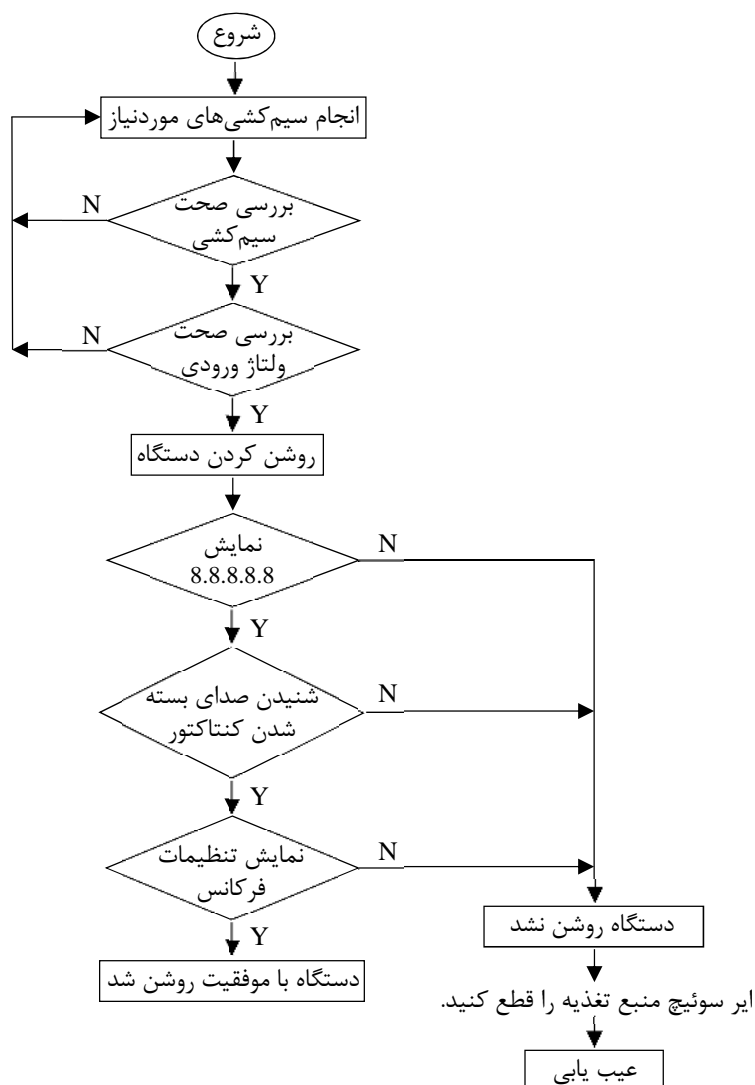 شروع
انجام سیم‌کشی‌های موردنیاز
بررسی صحت
سیم‌کشی
N
Y
بررسی صحت
ولتاژ ورودی
N
Y
روشن کردن دستگاه
نمایش
8.8.8.8.8
N
Y
شنیدن صدای بسته
شدن کنتاکتور
N
Y
نمایش تنظیمات
فرکانس
N
Y
دستگاه با موفقیت روشن شد
دستگاه روشن نشد
ایر سوئیچ منبع تغذیه را قطع کنید.
عیب یابی